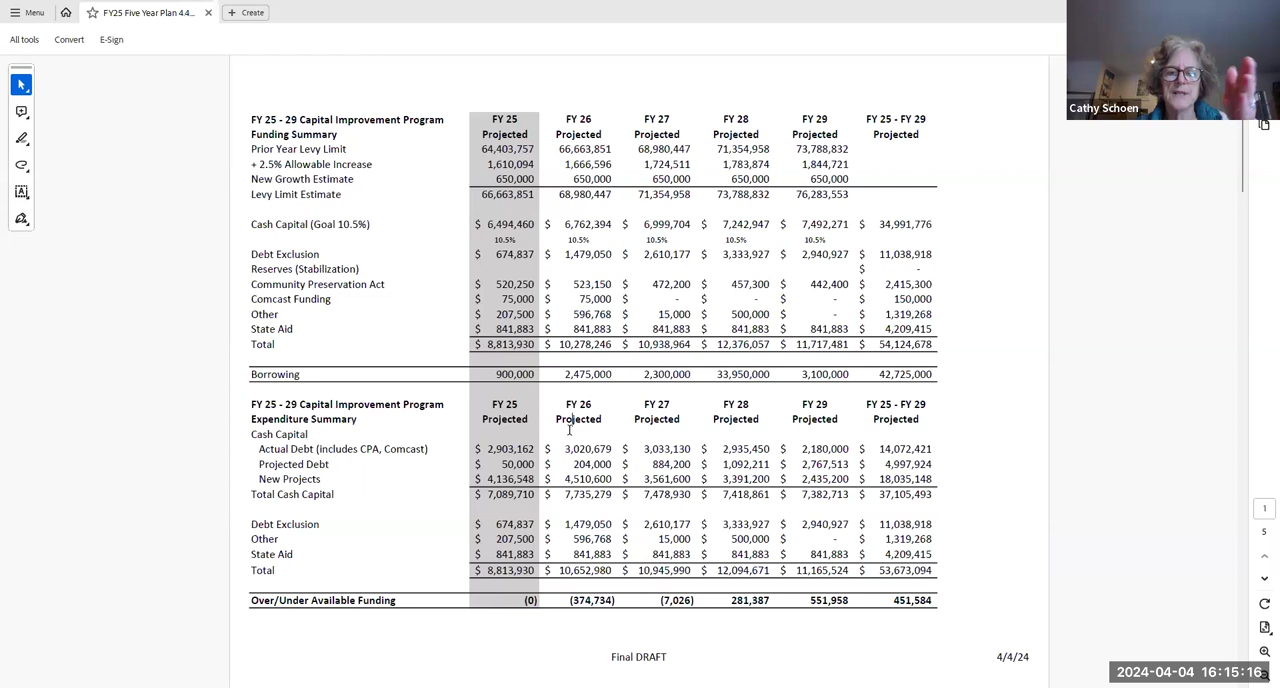 Menu
FY25 Five Year Plan 4.4...
Create
All tools Convert E-Sign
Cathy Schoen
FY 25 - 29 Capital Improvement Program FY 25 FY 26 FY 27 FY 28 FY 29 FY 25 - FY 29
Funding Summary Projected Projected Projected Projected Projected Projected
Prior Year Levy Limit 64,403,757 66,663,851 68,980,447 71,354,958 73,788,832
+ 2.5% Allowable Increase 1,610,094 1,666,596 1,724,511 1,783,874 1,844,721
New Growth Estimate 650,000 650,000 650,000 650,000 650,000
Levy Limit Estimate 66,663,851 68,980,447 71,354,958 73,788,832 76,283,553
Cash Capital (Goal 10.5%) $ 6,494,460 $ 6,762,394 $ 6,999,704 $ 7,242,947 $ 7,492,271 $ 34,991,776
10.5% 10.5% 10.5% 10.5% 10.5%
Debt Exclusion $ 674,837 $ 1,479,050 $ 2,610,177 $ 3,333,927 $ 2,940,927 $ 11,038,918
Reserves (Stabilization) $ -
Community Preservation Act $ 520,250 $ 523,150 $ 472,200 $ 457,300 $ 442,400 $ 2,415,300
Comcast Funding $ 75,000 $ 75,000 $ - $ - $ - $ 150,000
Other $ 207,500 $ 596,768 $ 15,000 $ 500,000 $ - $ 1,319,268
State Aid $ 841,883 $ 841,883 $ 841,883 $ 841,883 $ 841,883 $ 4,209,415
Total $ 8,813,930 $ 10,278,246 $ 10,938,964 $ 12,376,057 $ 11,717,481 $ 54,124,678
Borrowing 900,000 2,475,000 2,300,000 33,950,000 3,100,000 42,725,000
FY 25 - 29 Capital Improvement Program FY 25 FY 26 FY 27 FY 28 FY 29 FY 25 - FY 29
Expenditure Summary Projected Projected Projected Projected Projected Projected
Cash Capital
Actual Debt (includes CPA, Comcast) $ 2,903,162 $ 3,020,679 $ 3,033,130 $ 2,935,450 $ 2,180,000 $ 14,072,421
Projected Debt $ 50,000 $ 204,000 $ 884,200 $ 1,092,211 $ 2,767,513 $ 4,997,924
New Projects $ 4,136,548 $ 4,510,600 $ 3,561,600 $ 3,391,200 $ 2,435,200 $ 18,035,148
Total Cash Capital $ 7,089,710 $ 7,735,279 $ 7,478,930 $ 7,418,861 $ 7,382,713 $ 37,105,493
Debt Exclusion $ 674,837 $ 1,479,050 $ 2,610,177 $ 3,333,927 $ 2,940,927 $ 11,038,918
Other $ 207,500 $ 596,768 $ 15,000 $ 500,000 $ - $ 1,319,268
State Aid $ 841,883 $ 841,883 $ 841,883 $ 841,883 $ 841,883 $ 4,209,415
Total $ 8,813,930 $ 10,652,980 $ 10,945,990 $ 12,094,671 $ 11,165,524 $ 53,673,094
Over/Under Available Funding (0) (374,734) (7,026) 281,387 551,958 451,584
1
5
Final DRAFT 4/4/24
2024-04-04 16:15:16